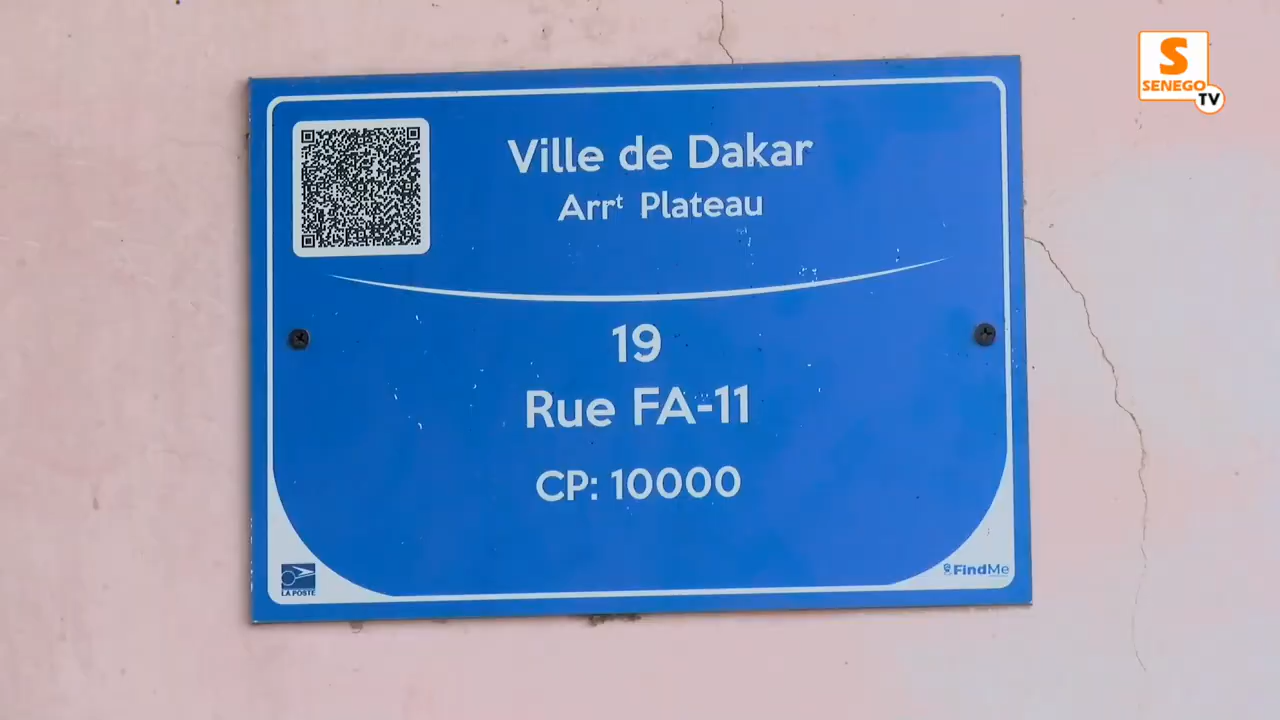 S
SENEGO
TV
Ville de Dakar
Arrt Plateau
19
Rue FA-11
CP: 10000
LA POSTE
FindMe